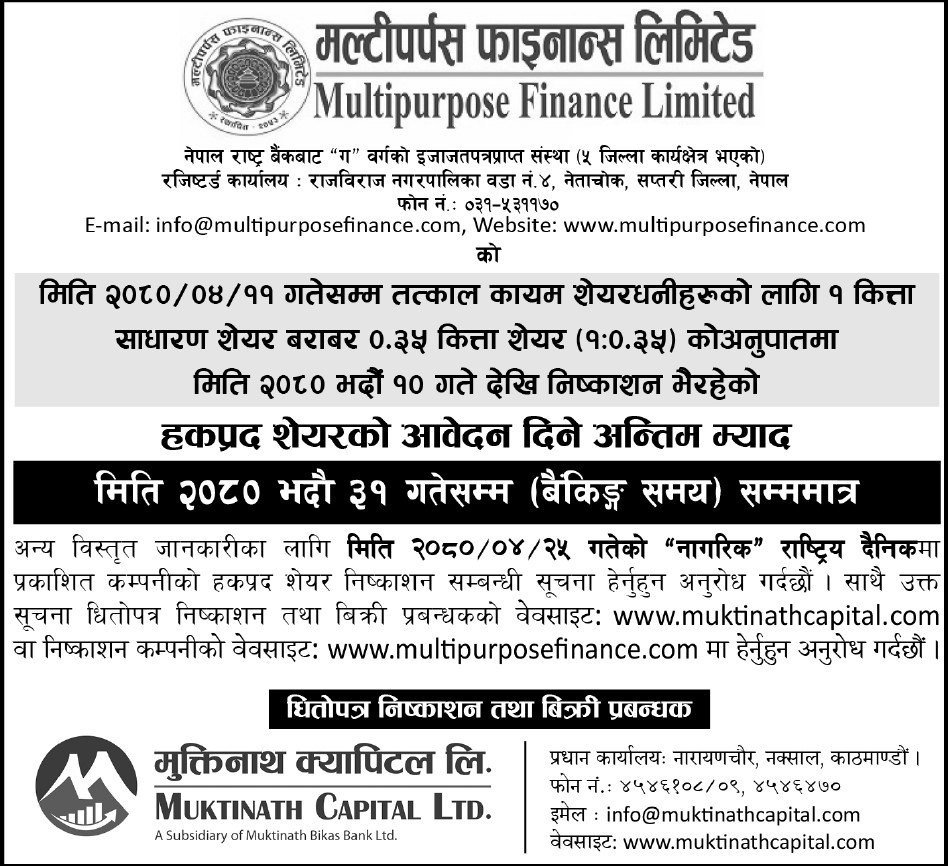 मल्टीपर्पस फाइनान्स लिमिटेड
स्थापित - २०५३
मल्टीपर्पस फाइनान्स लिमिटेड
Multipurpose Finance Limited
नेपाल राष्ट्र बैंकबाट “ग” वर्गको इजाजतपत्रप्राप्त संस्था (५ जिल्ला कार्यक्षेत्र भएको)
रजिष्टर्ड कार्यालय : राजविराज नगरपालिका वडा नं.४, नेताचोक, सप्तरी जिल्ला, नेपाल
फोन नं.: ०३१-५३११७०
E-mail: info@multipurposefinance.com, Website: www.multipurposefinance.com
को
मिति २०८०/०४/११ गतेसम्म तत्काल कायम शेयरधनीहरूको लागि १ कित्ता
साधारण शेयर बराबर ०.३५ कित्ता शेयर (१:०.३५) कोअनुपातमा
मिति २०८० भदौं १० गते देखि निष्काशन भैरहेको
हकप्रद शेयरको आवेदन दिने अन्तिम म्याद
मिति २०८० भदौ ३१ गतेसम्म (बैंकिङ्ग समय) सम्ममात्र
अन्य विस्तृत जानकारीका लागि मिति २०८०/०४/२५ गतेको “नागरिक” राष्ट्रिय दैनिकमा
प्रकाशित कम्पनीको हकप्रद शेयर निष्काशन सम्बन्धी सूचना हेर्नुहुन अनुरोध गर्दछौं । साथै उक्त
सूचना धितोपत्र निष्काशन तथा बिक्री प्रबन्धकको वेवसाइट: www.muktinathcapital.com
वा निष्काशन कम्पनीको वेवसाइट: www.multipurposefinance.com मा हेर्नुहुन अनुरोध गर्दछौं ।
धितोपत्र निष्काशन तथा बिक्री प्रबन्धक
मुक्तिनाथ क्यापिटल लि.
MUKTINATH CAPITAL LTD.
A Subsidiary of Muktinath Bikas Bank Ltd.
प्रधान कार्यालयः नारायणचौर, नक्साल, काठमाण्डौं ।
फोन नं.: ४५४६१०८/०९, ४५४६४७०
इमेल : info@muktinathcapital.com
वेवसाइट: www.muktinathcapital.com